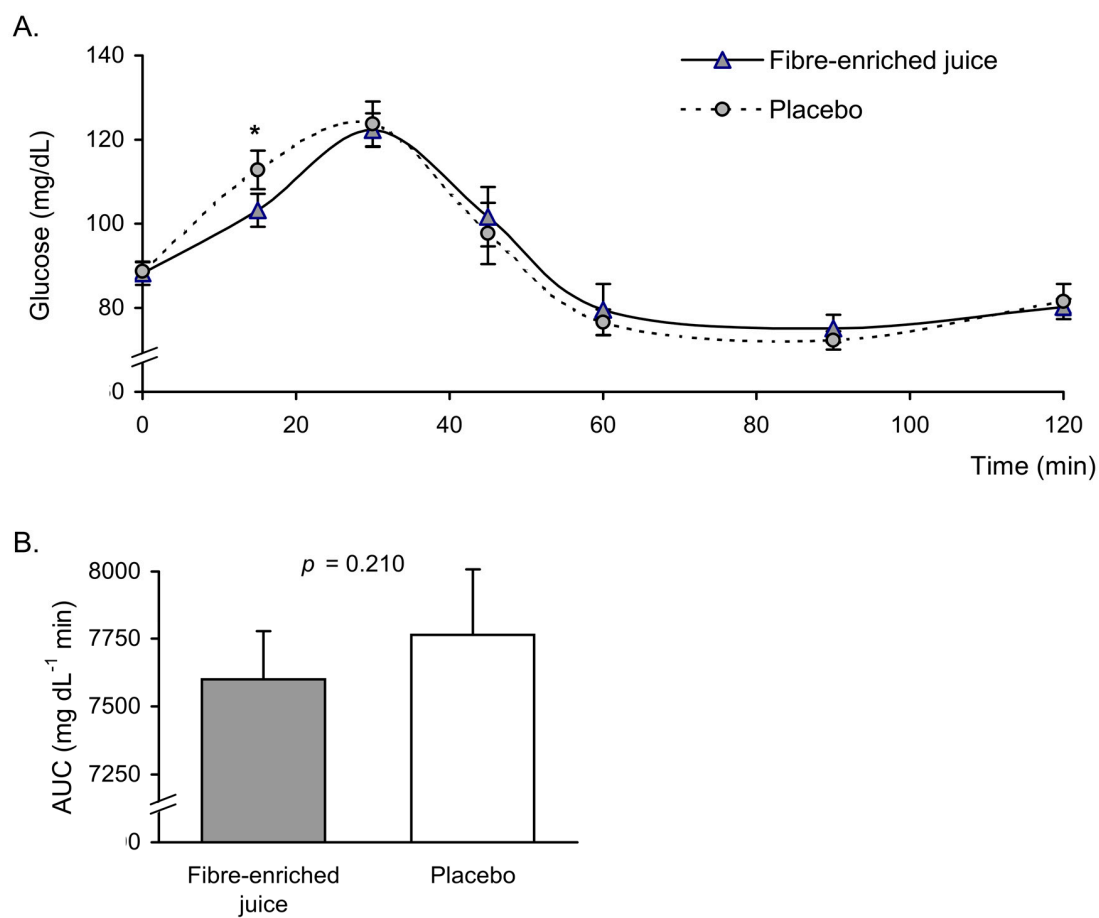 A.
140
120
100
80
0
Glucose (mg/dL)
*
Fibre-enriched juice
Placebo
0 20 40 60 80 100 120
Time (min)
B.
p = 0.210
8000
7750
7500
7250
0
AUC (mg dL-1 min)
Fibre-enriched
juice
Placebo